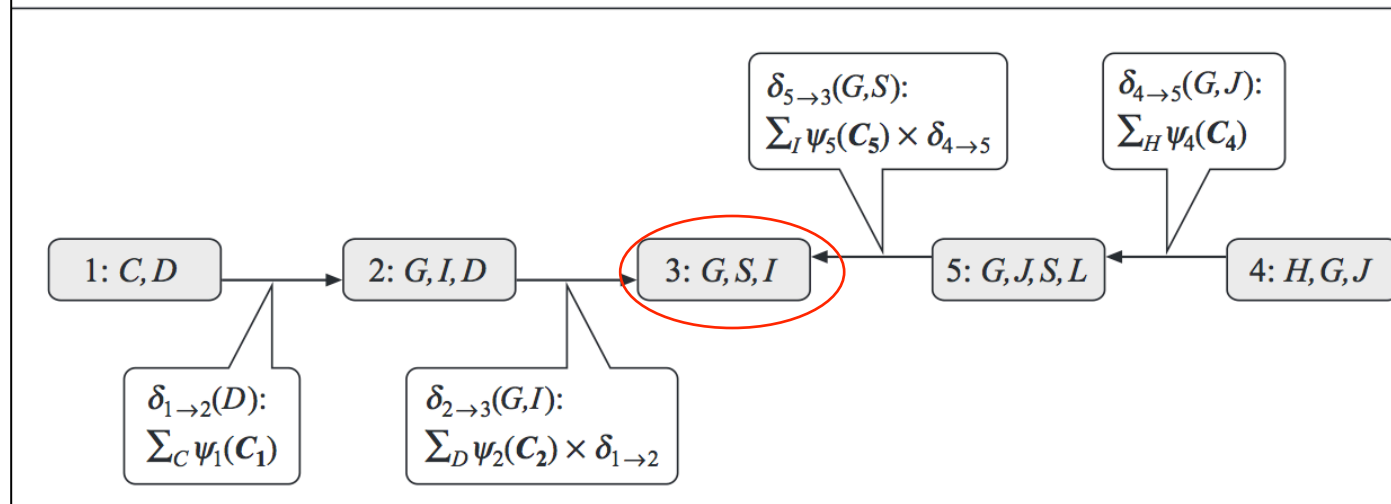 δ5→3(G,S):
∑I ψ5(C5) × δ4→5
δ4→5(G,J):
∑H ψ4(C4)
1: C,D
2: G,I,D
3: G,S,I
5: G,J,S,L
4: H,G,J
δ1→2(D):
∑C ψ1(C1)
δ2→3(G,I):
∑D ψ2(C2) × δ1→2